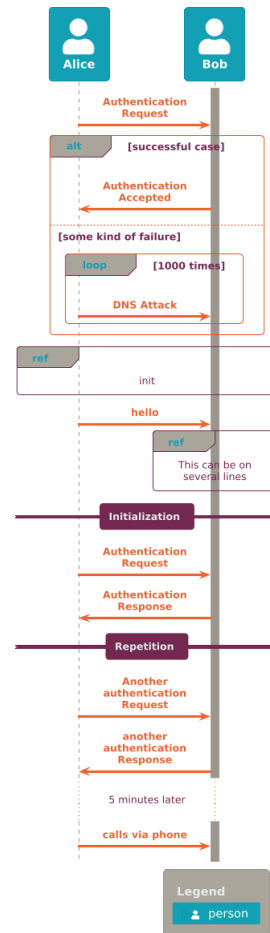 Alice
Bob
Authentication
Request
alt
[successful case]
Authentication
Accepted
[some kind of failure]
loop
[1000 times]
DNS Attack
ref
init
hello
ref
This can be on
several lines
Initialization
Authentication
Request
Authentication
Response
Repetition
Another
authentication
Request
another
authentication
Response
5 minutes later
calls via phone
Legend
person